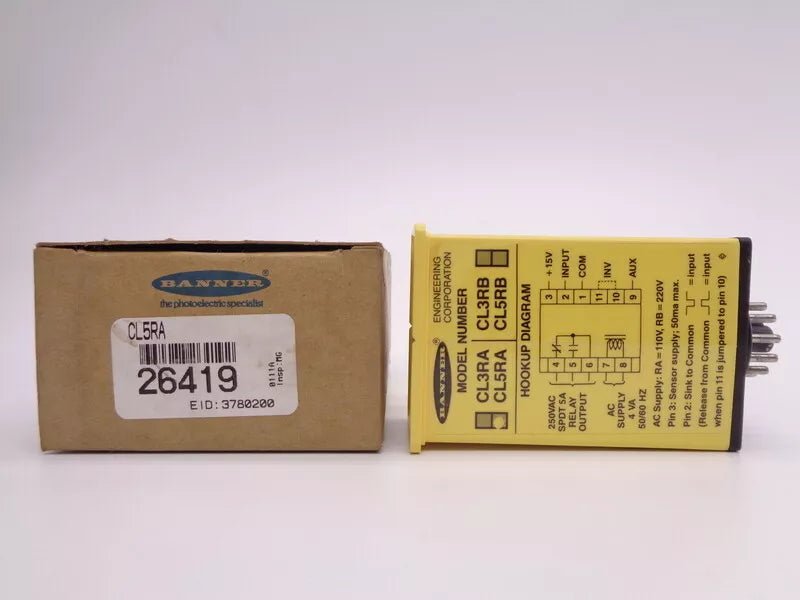 BANNER®
the photoelectric specialist
CL5RA
26419
0111A
Insp:MG
EID:3780200
BANNER
ENGINEERING
CORPORATION
MODEL NUMBER
CL3RA CL3RB
CL5RA CL5RB
HOOKUP DIAGRAM
+15V
INPUT
COM
INV
AUX
3 2 1 11 10 9
4 5 6 7 8
250VAC
SPDT 5A
RELAY
OUTPUT
AC
SUPPLY
4 VA
50/60 HZ
AC Supply: RA = 110V, RB = 220V
Pin 3: Sensor supply; 50ma max.
Pin 2: Sink to Common = input
(Release from Common = input
when pin 11 is jumpered to pin 10)